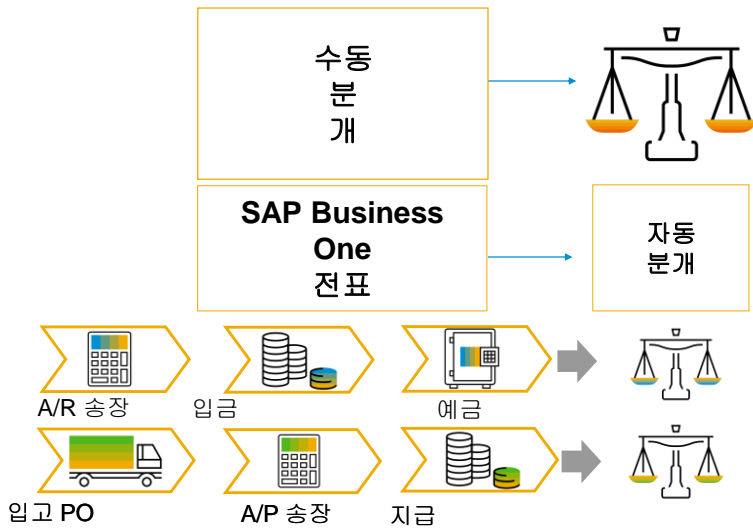 수동
분
개
SAP Business
One
전표
자동
분개
A/R 송장
입금
예금
입고 PO
A/P 송장
지급